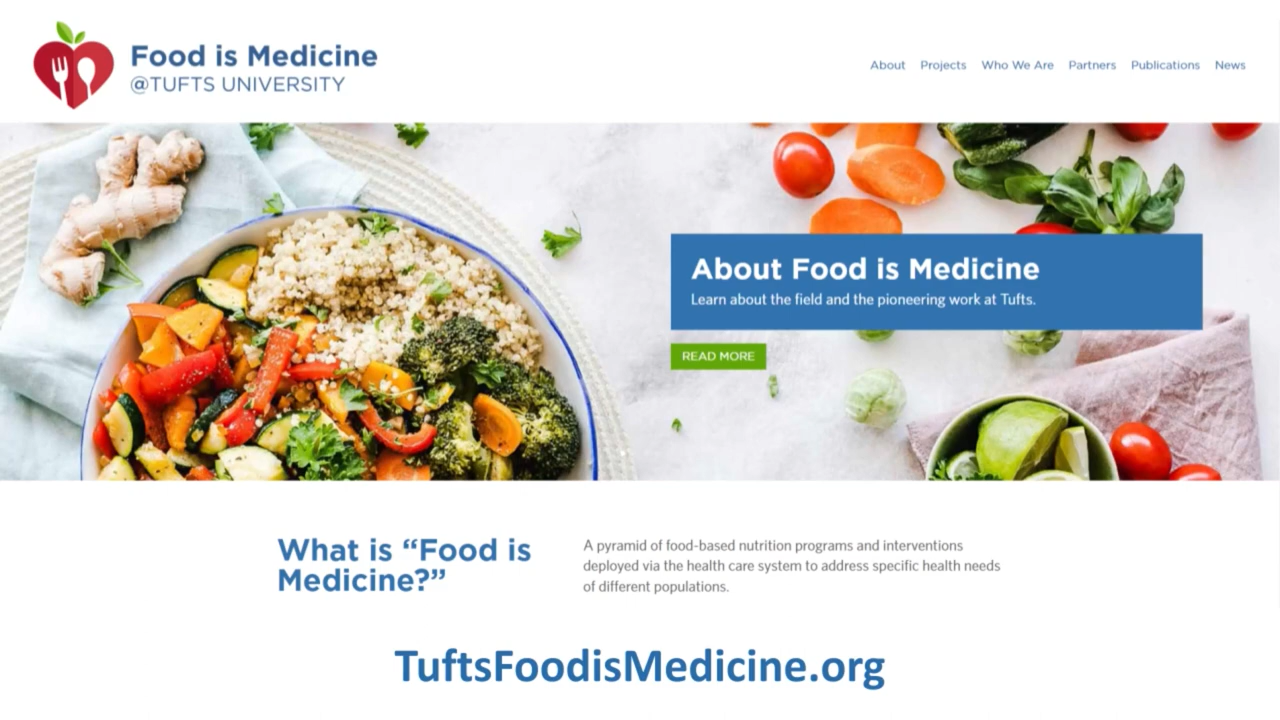 Food is Medicine
@TUFTS UNIVERSITY
About Projects Who We Are Partners Publications News
About Food is Medicine
Learn about the field and the pioneering work at Tufts.
READ MORE
What is “Food is
Medicine?”
A pyramid of food-based nutrition programs and interventions
deployed via the health care system to address specific health needs
of different populations.
TuftsFoodisMedicine.org